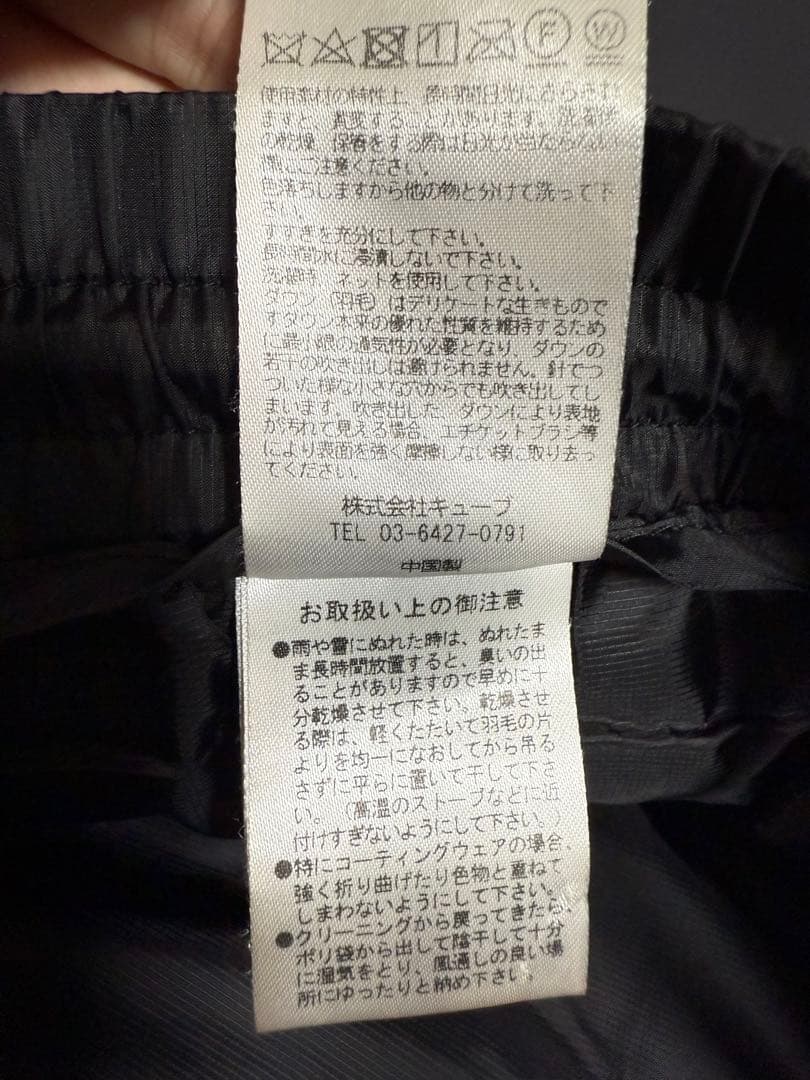 F W
使用素材の特性上、長時間日光にさらされ
ますと、黄変することがあります。洗濯後
の乾燥、保管をする際は日光が当たらない
様にご注意ください。
色落ちしますから他の物と分けて洗って下
さい。
すすぎを充分にして下さい。
長時間水に浸漬しないで下さい。
洗濯時、ネットを使用して下さい。
ダウン（羽毛）はデリケートな生きもので
すダウン本来の優れた性質を維持するため
に最小限の通気性が必要となり、ダウンの
若干の吹き出しは避けられません。針でつ
ついた様な小さな穴からでも吹き出してし
まいます。吹き出した、ダウンにより表地
が汚れて見える場合、エチケットブラシ等
により表面を強く摩擦しない様に取り去っ
てください。
株式会社キューブ
TEL 03-6427-0791
中国製
お取扱い上の御注意
●雨や雪にぬれた時は、ぬれたま
ま長時間放置すると、臭いの出
ることがありますので早めに十
分乾燥させて下さい。乾燥させ
る際は、軽くたたいて羽毛の片
よりを均一になおしてから吊る
さずに平らに置いて干して下さ
い。（高温のストーブなどに近
付けすぎないようにして下さい。）
●特にコーティングウェアの場合、
強く折り曲げたり色物と重ねて
しまわないようにして下さい。
●クリーニングから戻ってきたら、
ポリ袋から出して陰干して十分
に湿気をとり、風通しの良い場
所にゆったりと納め下さい。